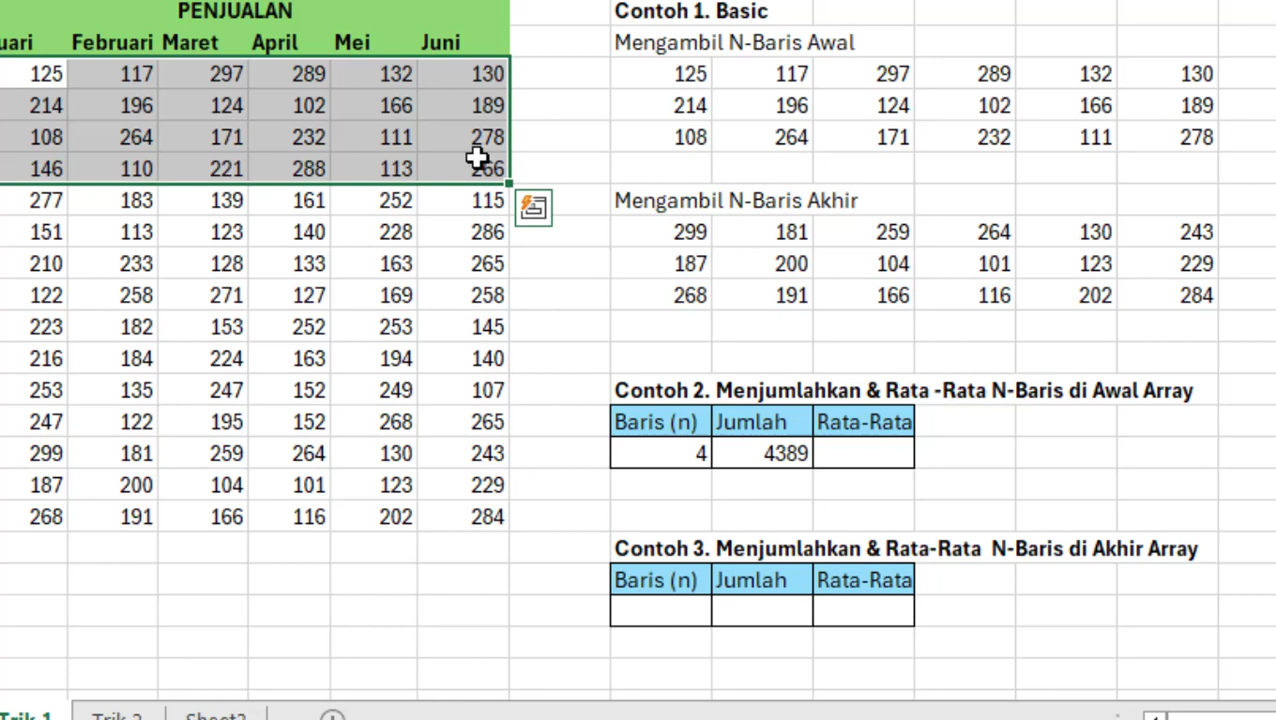 PENJUALAN Contoh 1. Basic
uari Februari Maret April Mei Juni Mengambil N-Baris Awal
125 117 297 289 132 130 125 117 297 289 132 130
214 196 124 102 166 189 214 196 124 102 166 189
108 264 171 232 111 278 108 264 171 232 111 278
146 110 221 288 113 266
277 183 139 161 252 115 Mengambil N-Baris Akhir
151 113 123 140 228 286 299 181 259 264 130 243
210 233 128 133 163 265 187 200 104 101 123 229
122 258 271 127 169 258 268 191 166 116 202 284
223 182 153 252 253 145
216 184 224 163 194 140
253 135 247 152 249 107 Contoh 2. Menjumlahkan & Rata -Rata N-Baris di Awal Array
247 122 195 152 268 265 Baris (n) Jumlah Rata-Rata
299 181 259 264 130 243 4 4389
187 200 104 101 123 229
268 191 166 116 202 284
Contoh 3. Menjumlahkan & Rata-Rata N-Baris di Akhir Array
Baris (n) Jumlah Rata-Rata
Trik 1 Trik 2 Sheet3